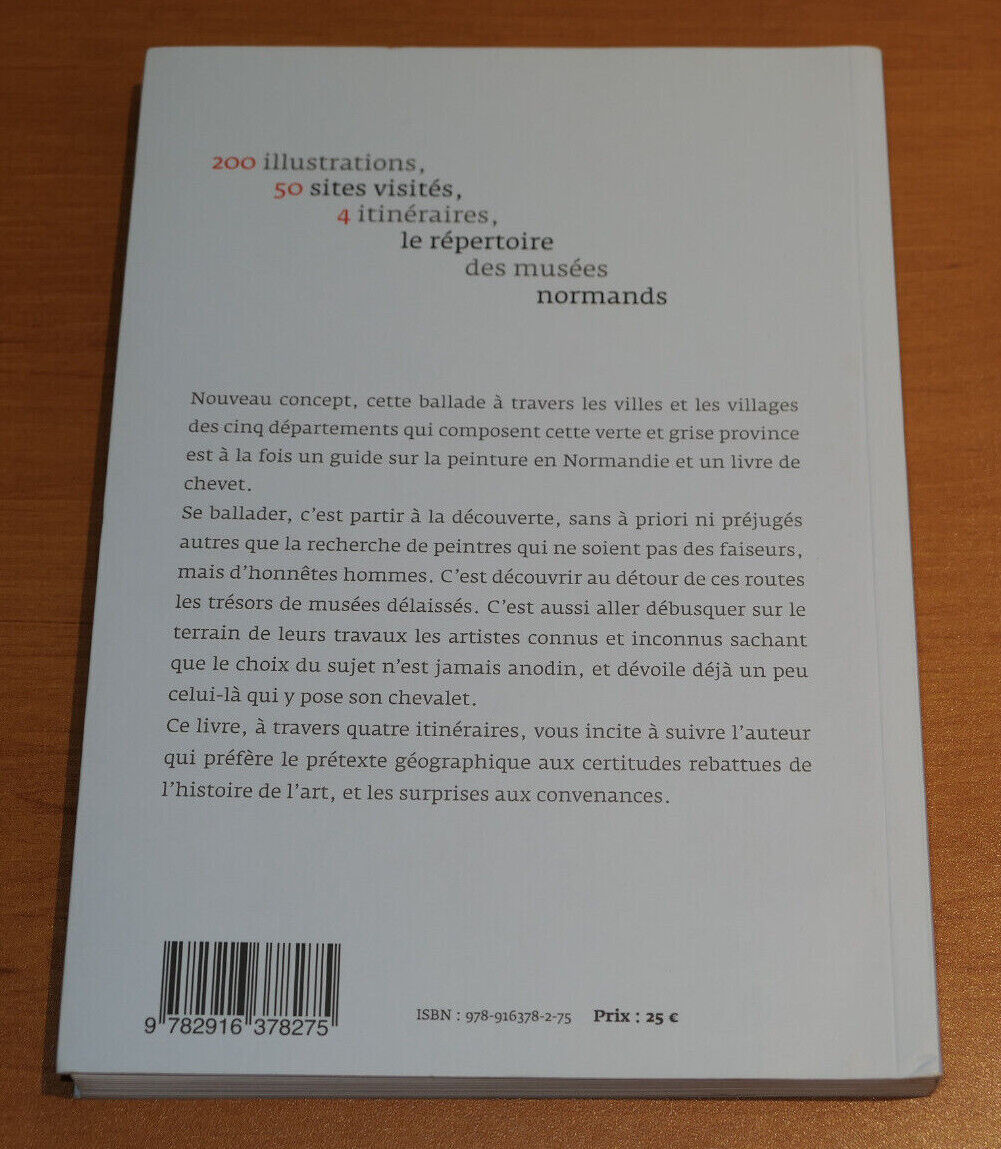 200 illustrations,
50 sites visités,
4 itinéraires,
le répertoire
des musées
normands
Nouveau concept, cette ballade à travers les villes et les villages
des cinq départements qui composent cette verte et grise province
est à la fois un guide sur la peinture en Normandie et un livre de
chevet.
Se ballader, c'est partir à la découverte, sans à priori ni préjugés
autres que la recherche de peintres qui ne soient pas des faiseurs,
mais d'honnêtes hommes. C'est découvrir au détour de ces routes
les trésors de musées délaissés. C'est aussi aller débusquer sur le
terrain de leurs travaux les artistes connus et inconnus sachant
que le choix du sujet n'est jamais anodin, et dévoile déjà un peu
celui-là qui y pose son chevalet.
Ce livre, à travers quatre itinéraires, vous incite à suivre l'auteur
qui préfère le prétexte géographique aux certitudes rebattues de
l'histoire de l'art, et les surprises aux convenances.
9 782916 378275
ISBN : 978-916378-2-75 Prix : 25 €